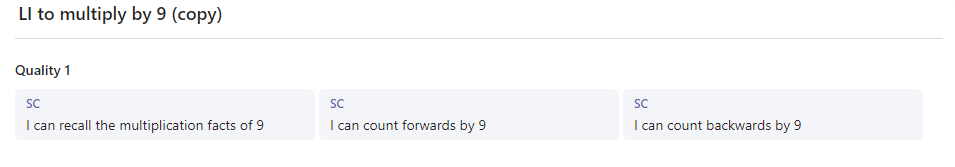 LI to multiply by 9 (copy)
Quality 1
SC
I can recall the multiplication facts of 9
SC
I can count forwards by 9
SC
I can count backwards by 9